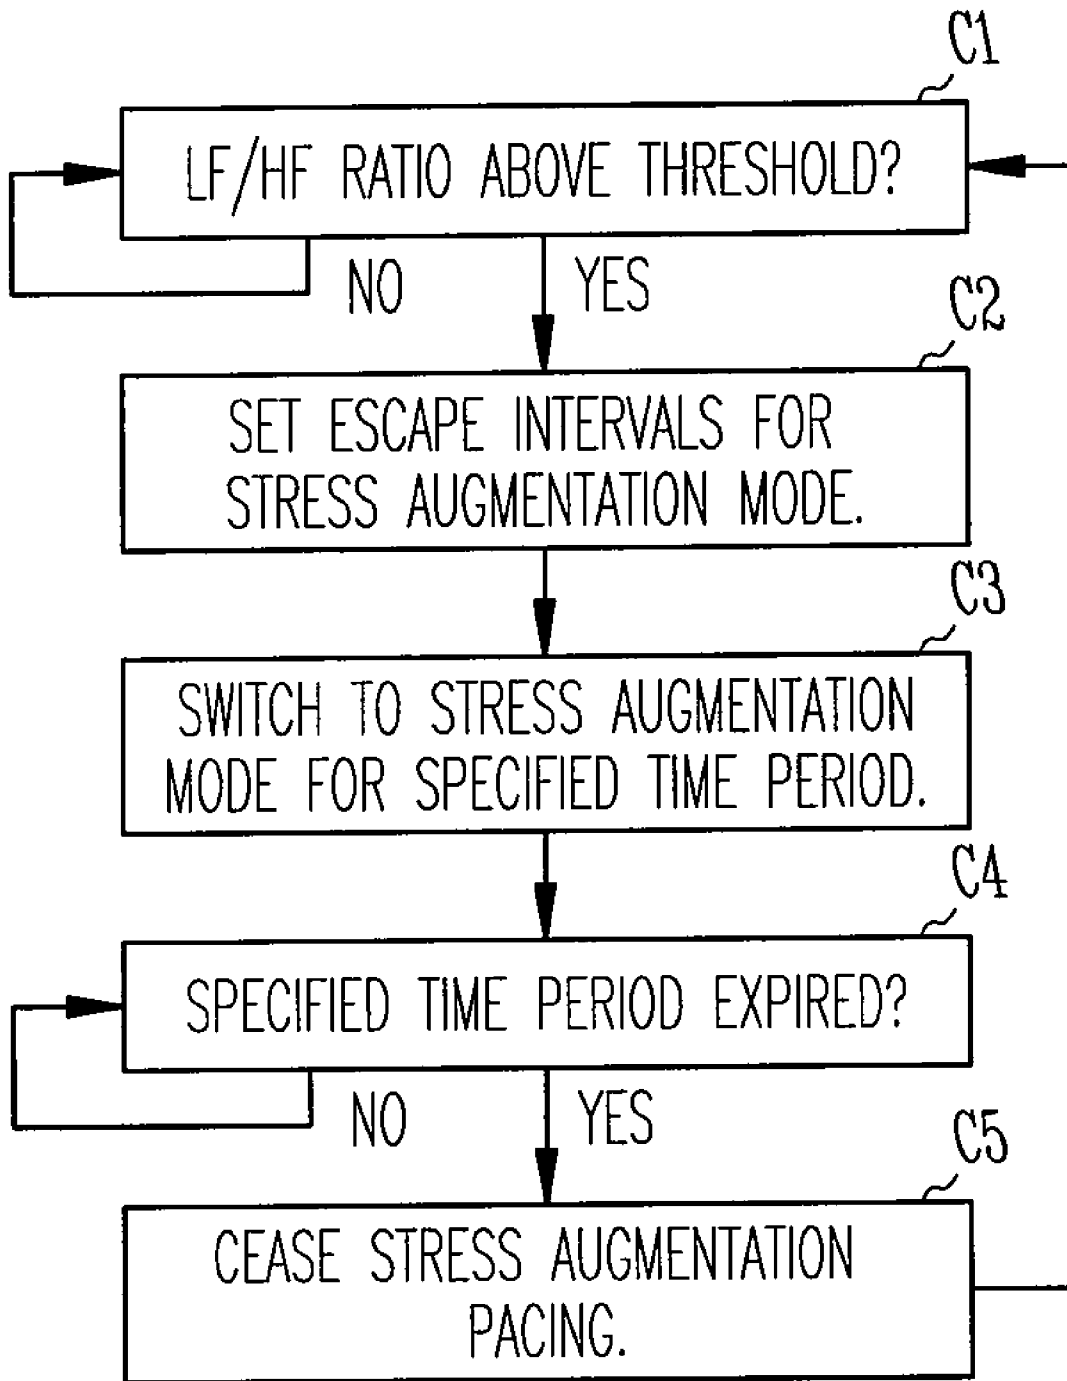 C1
LF/HF RATIO ABOVE THRESHOLD?
NO
YES
C2
SET ESCAPE INTERVALS FOR
STRESS AUGMENTATION MODE.
C3
SWITCH TO STRESS AUGMENTATION
MODE FOR SPECIFIED TIME PERIOD.
C4
SPECIFIED TIME PERIOD EXPIRED?
NO
YES
C5
CEASE STRESS AUGMENTATION
PACING.